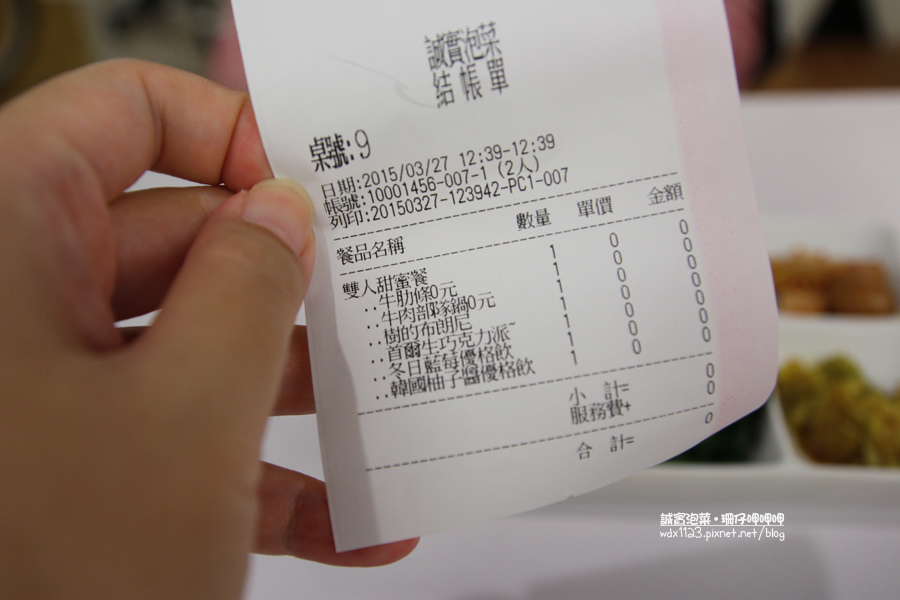 誠實泡菜
結帳單
桌號:9
日期:2015/03/27 12:39-12:39
帳號:10001456-007-1 (2人)
列印:20150327-123942-PC1-007
餐品名稱 數量 單價 金額
雙人甜蜜餐 1 0 0
..牛肋條0元 1 0 0
..牛肉部隊鍋0元 1 0 0
..樹的布朗尼 1 0 0
..首爾生巧克力派~ 1 0 0
..冬日藍莓優格飲 1 0 0
..韓國柚子醬優格飲 1 0 0
小 計= 0
服務費+ 0
合 計= 0
誠實泡菜。珊仔呷呷呷
wdx1123.pixnet.net/blog